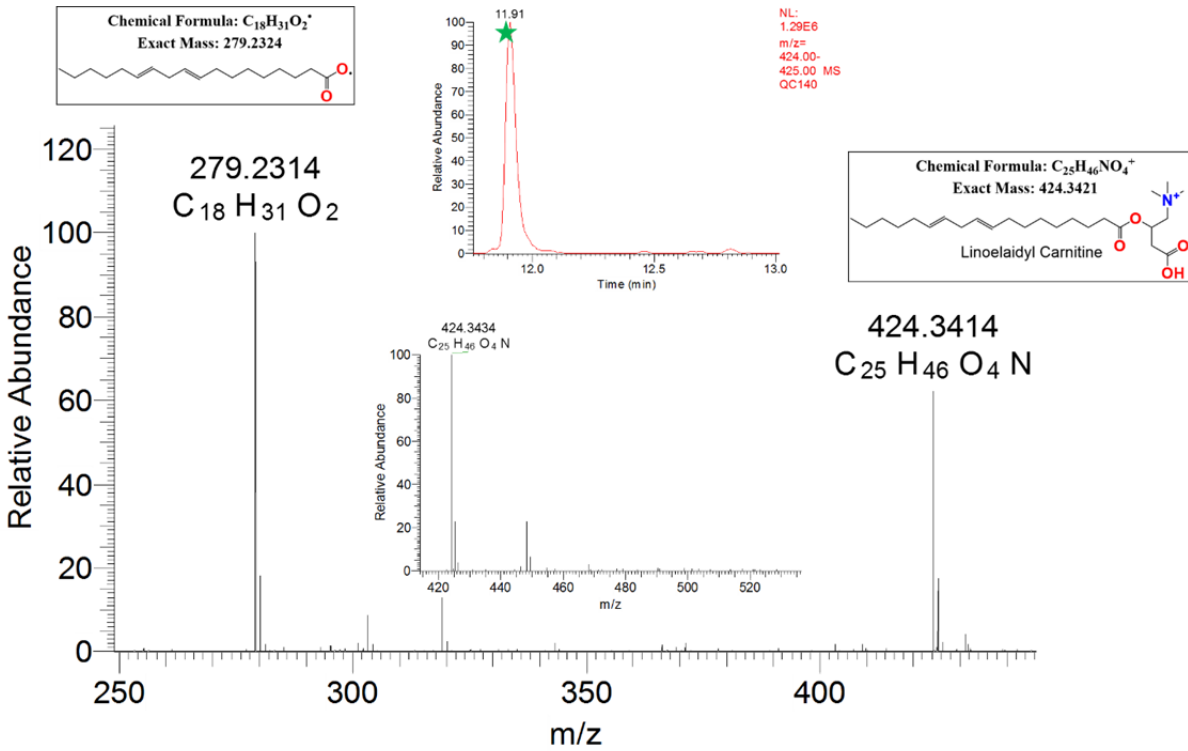 Chemical Formula: C₁₈H₃₁O₂•
Exact Mass: 279.2324
O•
O
11.91
NL:
1.29E6
m/z=
424.00-
425.00 MS
QC140
Relative Abundance
100
90
80
70
60
50
40
30
20
10
0
12.0
12.5
13.0
Time (min)
Chemical Formula: C₂₅H₄₆NO₄⁺
Exact Mass: 424.3421
N⁺
O
O
O
OH
Linoelaidyl Carnitine
279.2314
C₁₈ H₃₁ O₂
424.3414
C₂₅ H₄₆ O₄ N
424.3434
C₂₅ H₄₆ O₄ N
Relative Abundance
100
80
60
40
20
0
420
440
460
480
500
520
m/z
Relative Abundance
120
100
80
60
40
20
0
250
300
350
400
m/z